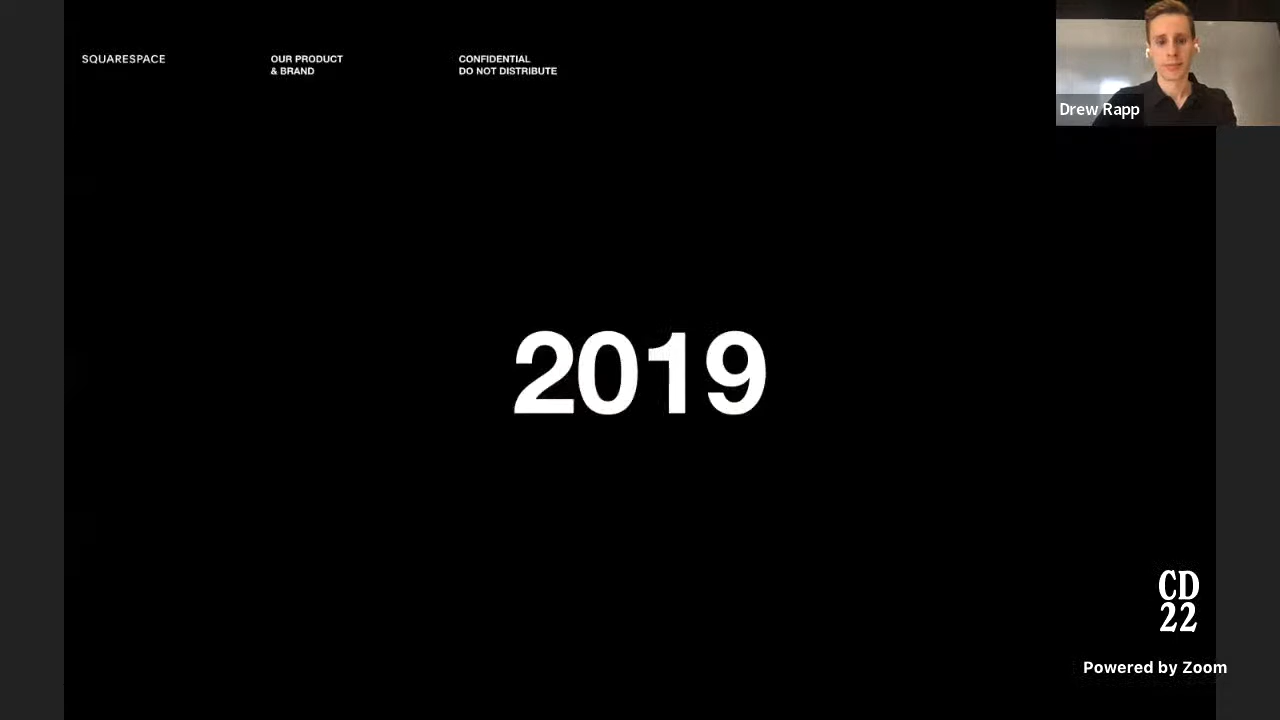 SQUARESPACE
OUR PRODUCT
& BRAND
CONFIDENTIAL
DO NOT DISTRIBUTE
Drew Rapp
2019
CD
22
Powered by Zoom